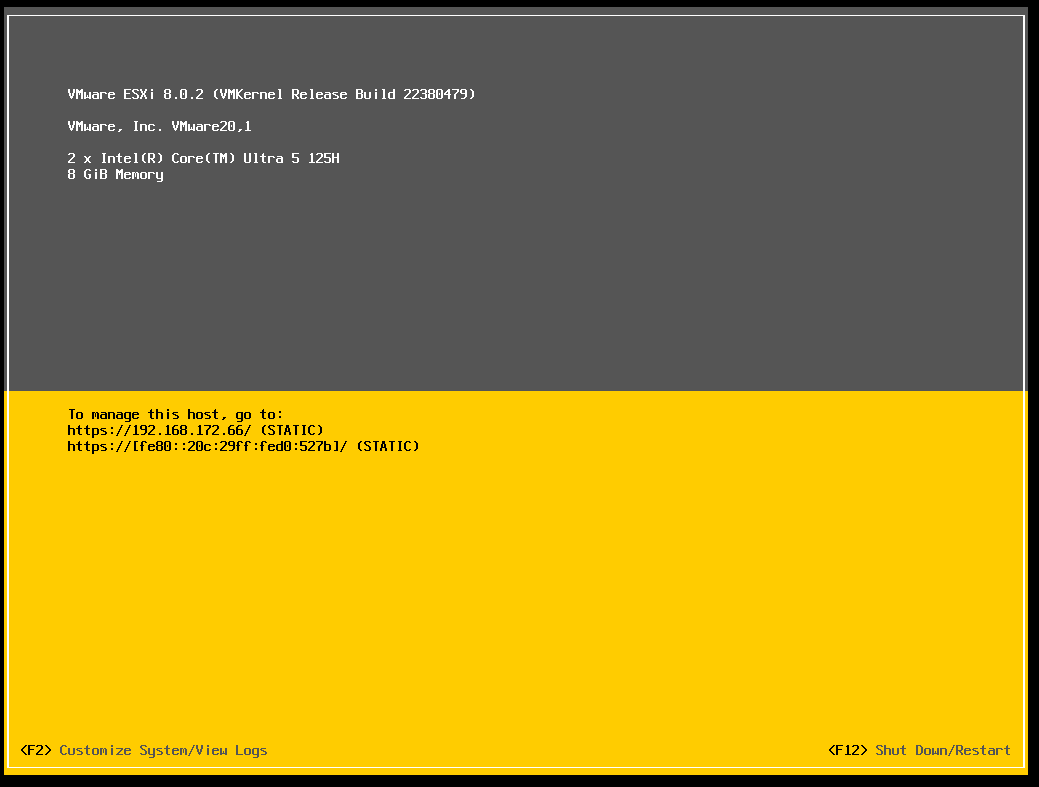 VMware ESXi 8.0.2 (VMKernel Release Build 22380479)
VMware, Inc. VMware20,1
2 x Intel(R) Core(TM) Ultra 5 125H
8 GiB Memory
To manage this host, go to:
https://192.168.172.66/ (STATIC)
https://[fe80::20c:29ff:fed0:527b]/ (STATIC)
<F2> Customize System/View Logs
<F12> Shut Down/Restart